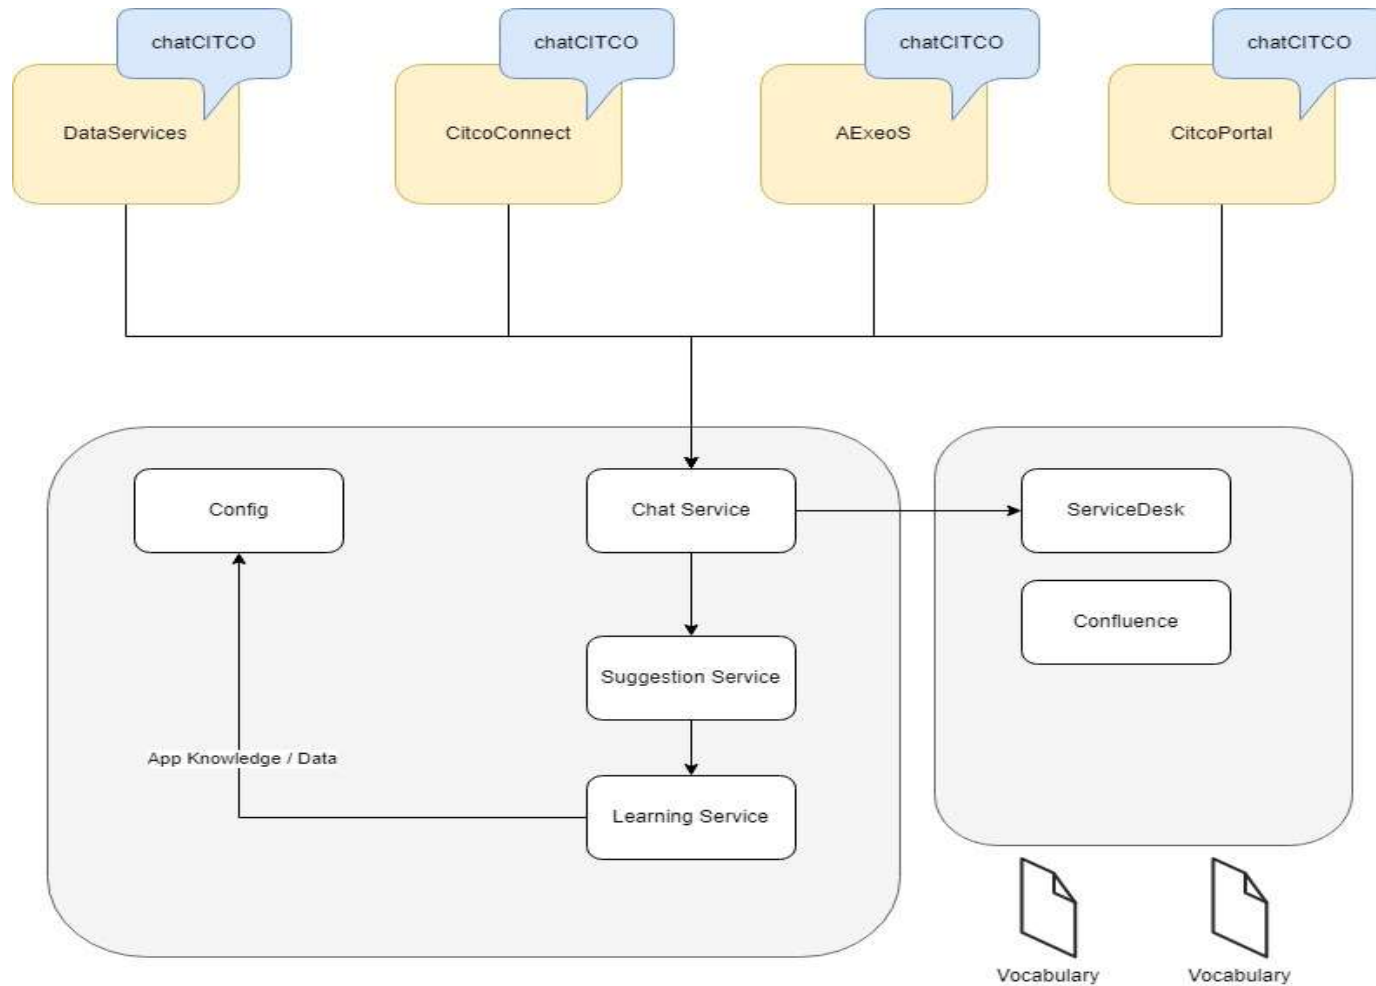 chatCITCO
chatCITCO
chatCITCO
chatCITCO
DataServices
CitcoConnect
AExeoS
CitcoPortal
Config
Chat Service
ServiceDesk
Confluence
Suggestion Service
App Knowledge / Data
Learning Service
Vocabulary
Vocabulary